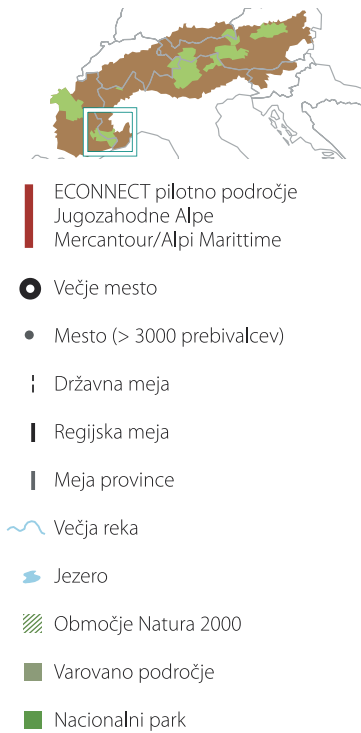 ECONNECT pilotno področje
Jugozahodne Alpe
Mercantour/Alpi Marittime
Večje mesto
Mesto (> 3000 prebivalcev)
Državna meja
Regijska meja
Meja province
Večja reka
Jezero
Območje Natura 2000
Varovano področje
Nacionalni park